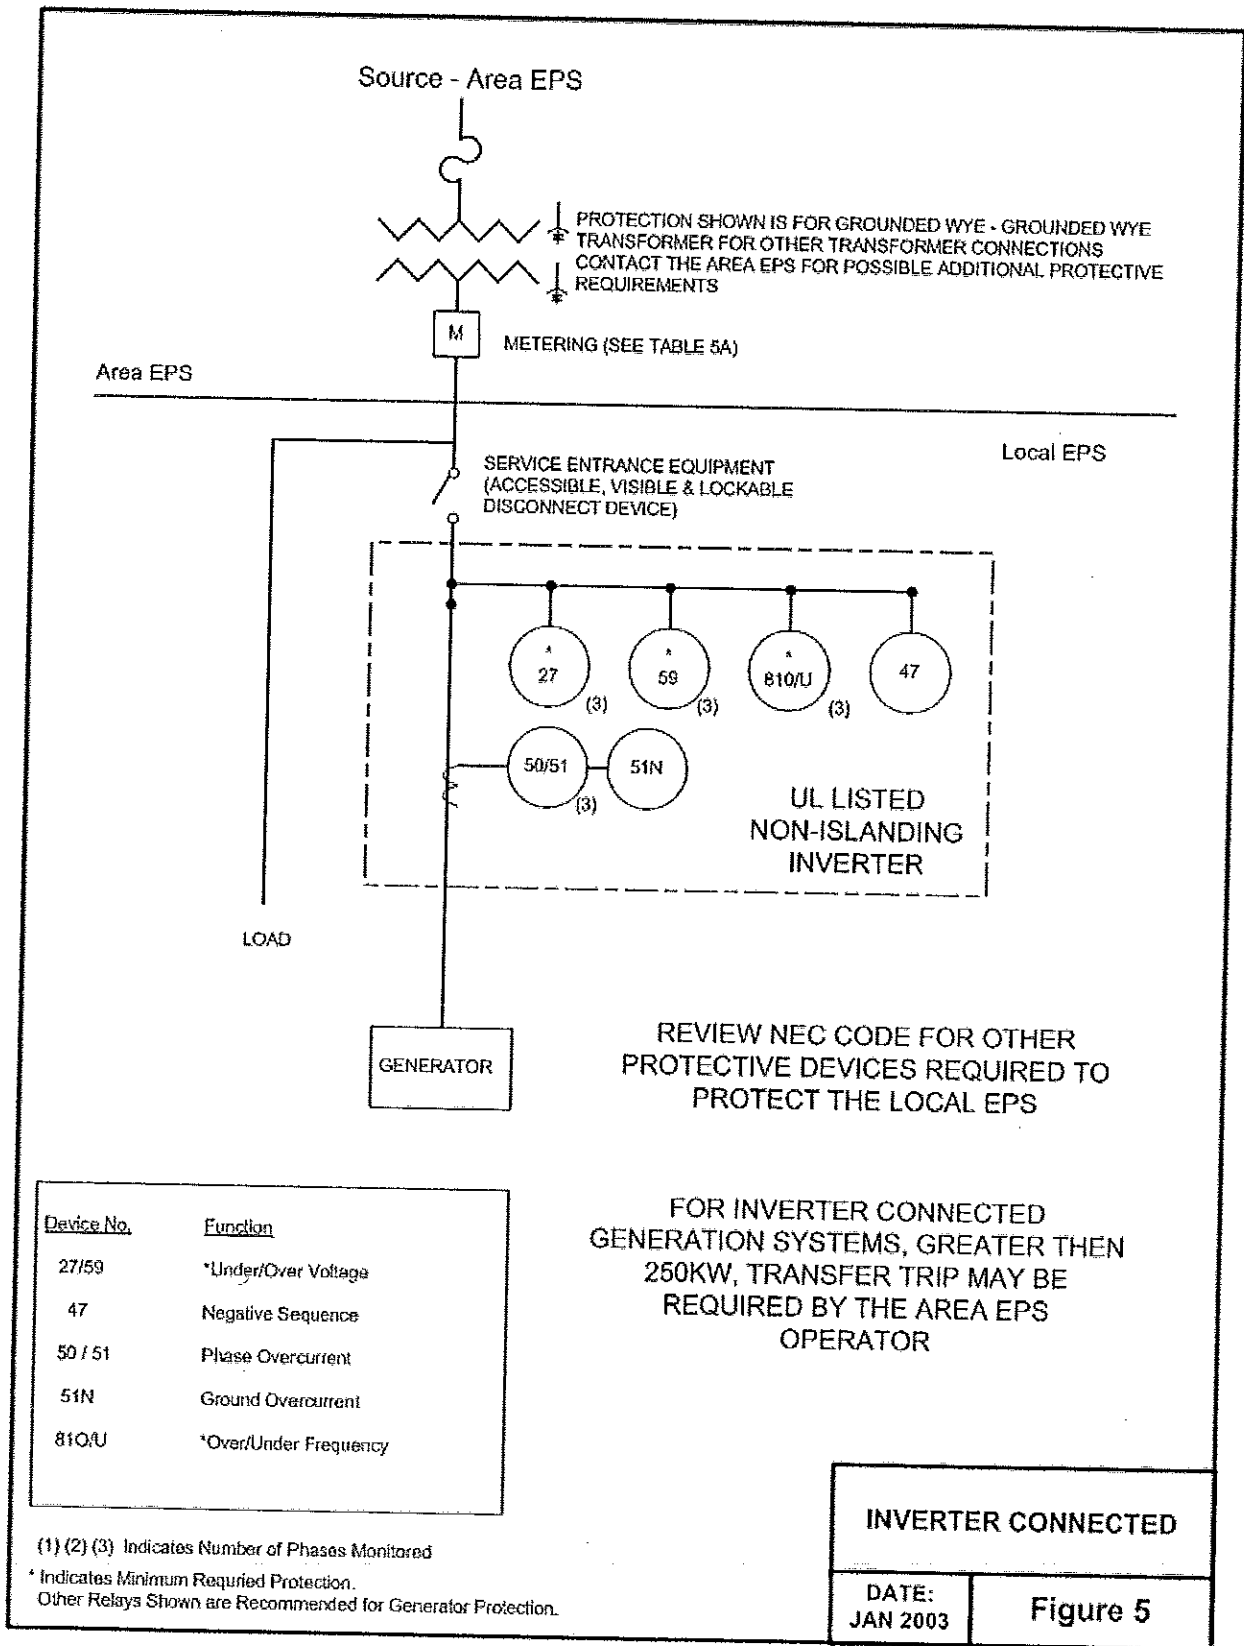 Source - Area EPS
PROTECTION SHOWN IS FOR GROUNDED WYE - GROUNDED WYE
TRANSFORMER FOR OTHER TRANSFORMER CONNECTIONS
CONTACT THE AREA EPS FOR POSSIBLE ADDITIONAL PROTECTIVE
REQUIREMENTS
M
METERING (SEE TABLE 5A)
Area EPS
Local EPS
SERVICE ENTRANCE EQUIPMENT
(ACCESSIBLE, VISIBLE & LOCKABLE
DISCONNECT DEVICE)
* * *
27 59 810/U 47
(3) (3) (3)
50/51 51N
(3)
UL LISTED
NON-ISLANDING
INVERTER
LOAD
GENERATOR
REVIEW NEC CODE FOR OTHER
PROTECTIVE DEVICES REQUIRED TO
PROTECT THE LOCAL EPS
FOR INVERTER CONNECTED
GENERATION SYSTEMS, GREATER THEN
250KW, TRANSFER TRIP MAY BE
REQUIRED BY THE AREA EPS
OPERATOR
Device No. Function
27/59 *Under/Over Voltage
47 Negative Sequence
50 / 51 Phase Overcurrent
51N Ground Overcurrent
81O/U *Over/Under Frequency
(1) (2) (3) Indicates Number of Phases Monitored
* Indicates Minimum Requried Protection.
Other Relays Shown are Recommended for Generator Protection.
INVERTER CONNECTED
DATE:
JAN 2003
Figure 5